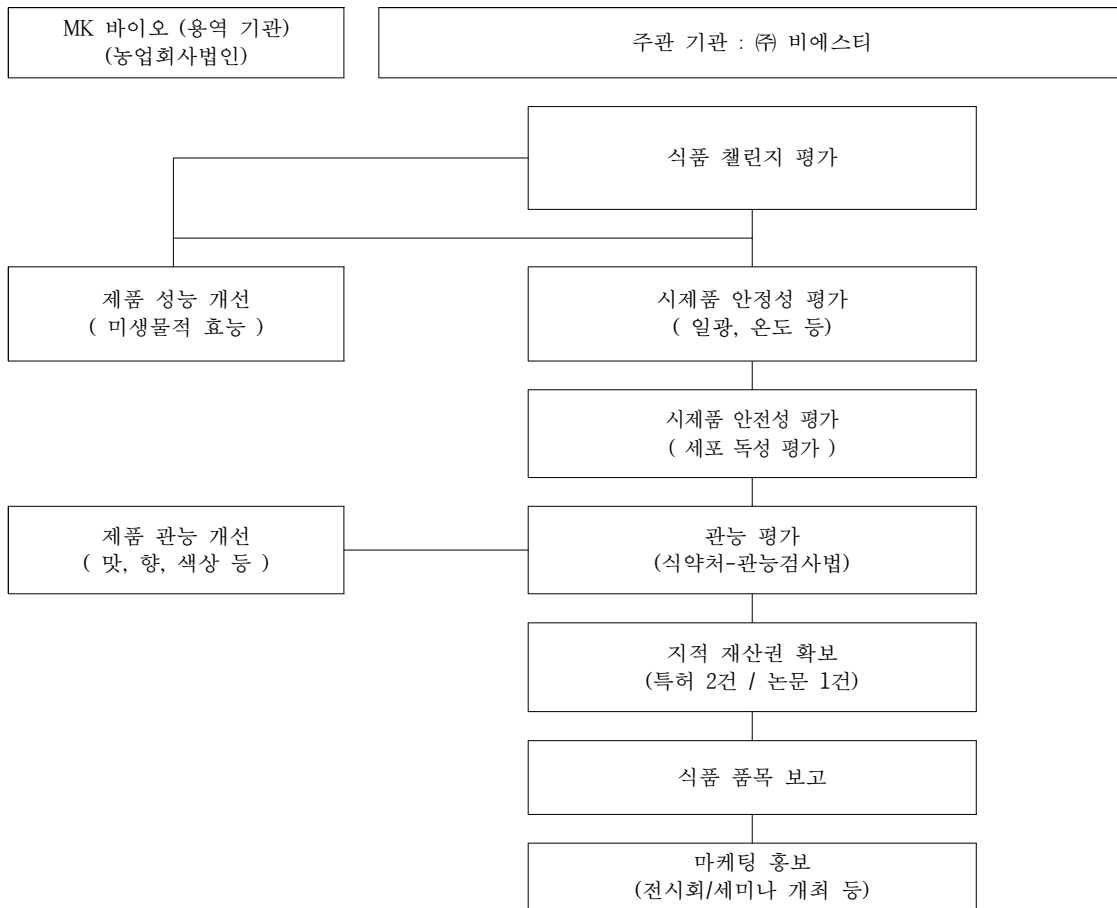 MK 바이오 (용역 기관)
(농업회사법인)
주관 기관 : ㈜ 비에스티
식품 챌린지 평가
제품 성능 개선
( 미생물적 효능 )
시제품 안정성 평가
( 일광, 온도 등)
시제품 안전성 평가
( 세포 독성 평가 )
제품 관능 개선
( 맛, 향, 색상 등 )
관능 평가
(식약처-관능검사법)
지적 재산권 확보
(특허 2건 / 논문 1건)
식품 품목 보고
마케팅 홍보
(전시회/세미나 개최 등)